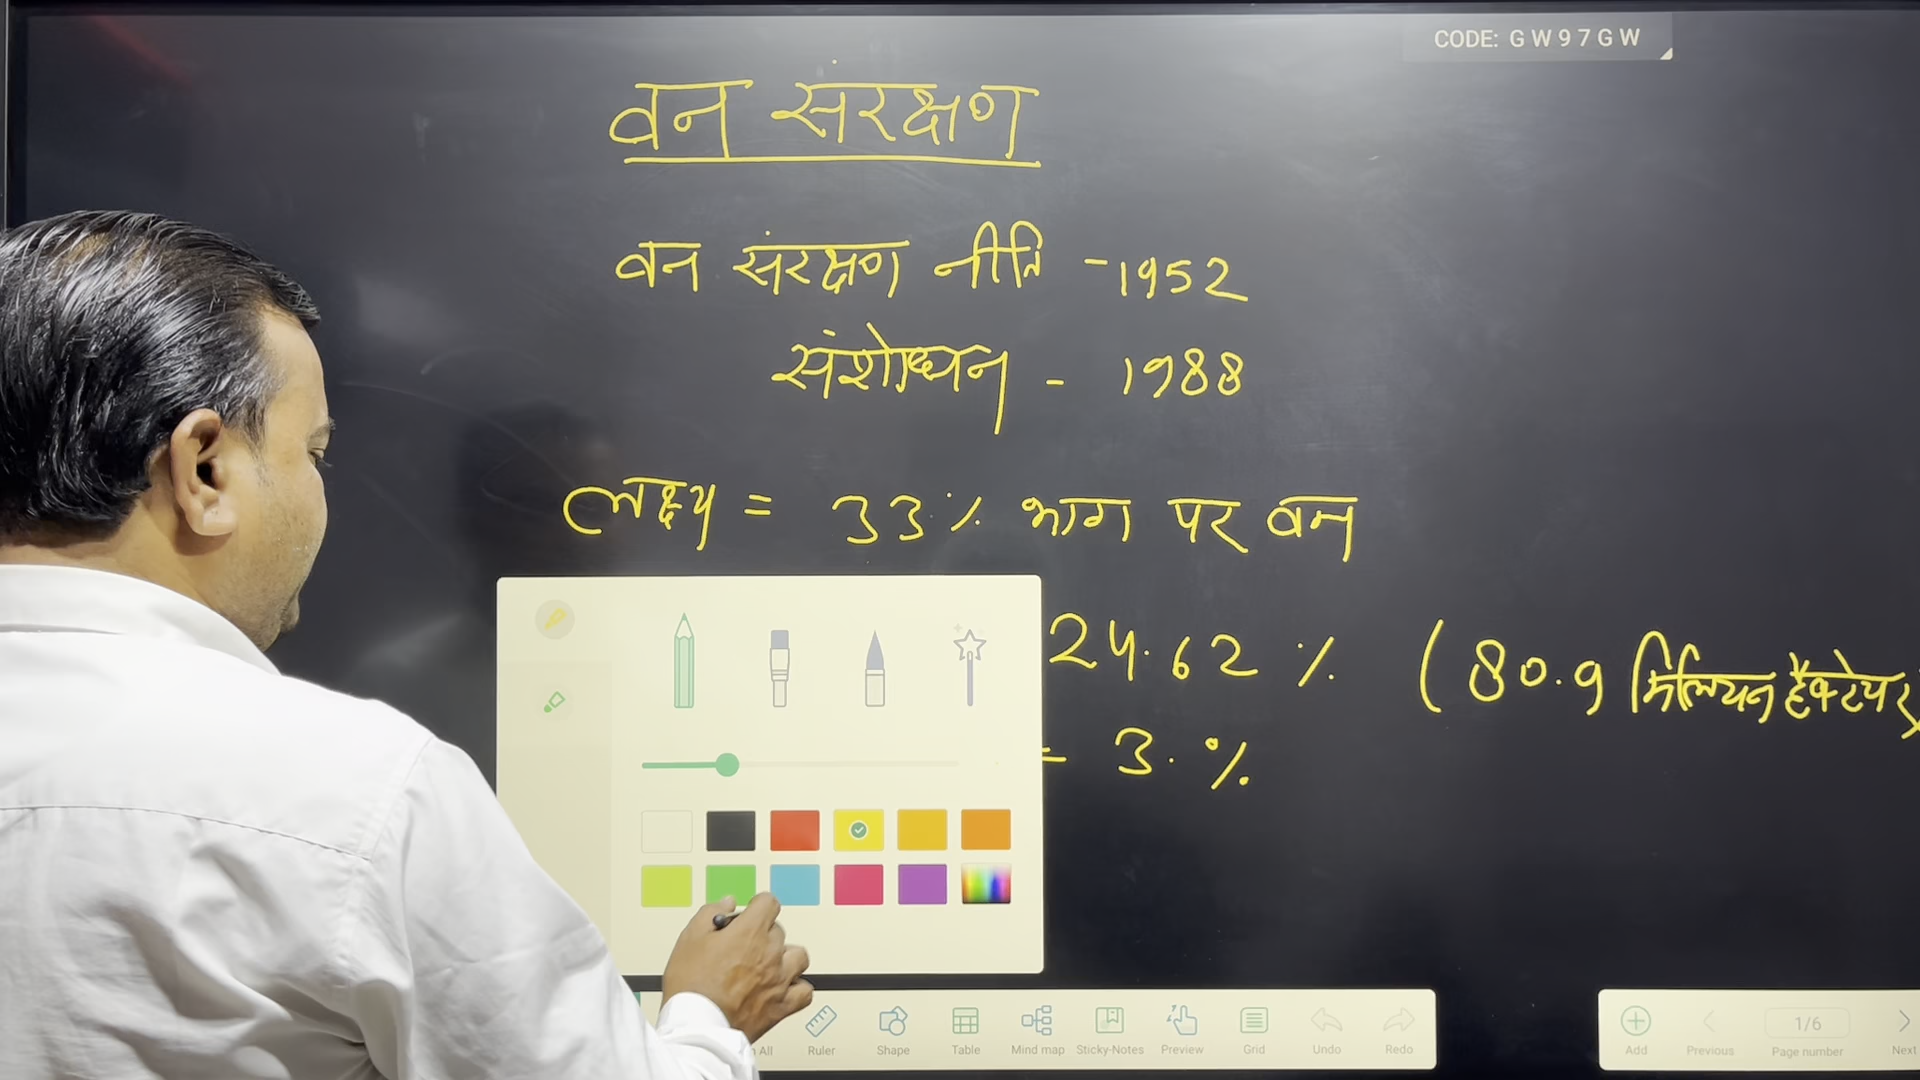 CODE: GW97GW
वन संरक्षण
वन संरक्षण नीति - 1952
संशोधन - 1988
लक्ष्य = 33% भाग पर वन
24.62 % ( 80.9 मिलियन हैक्टेयर)
= 3. %
All Ruler Shape Table Mind map Sticky-Notes Preview Grid Undo Redo
Add Previous 1/6 Page number Next